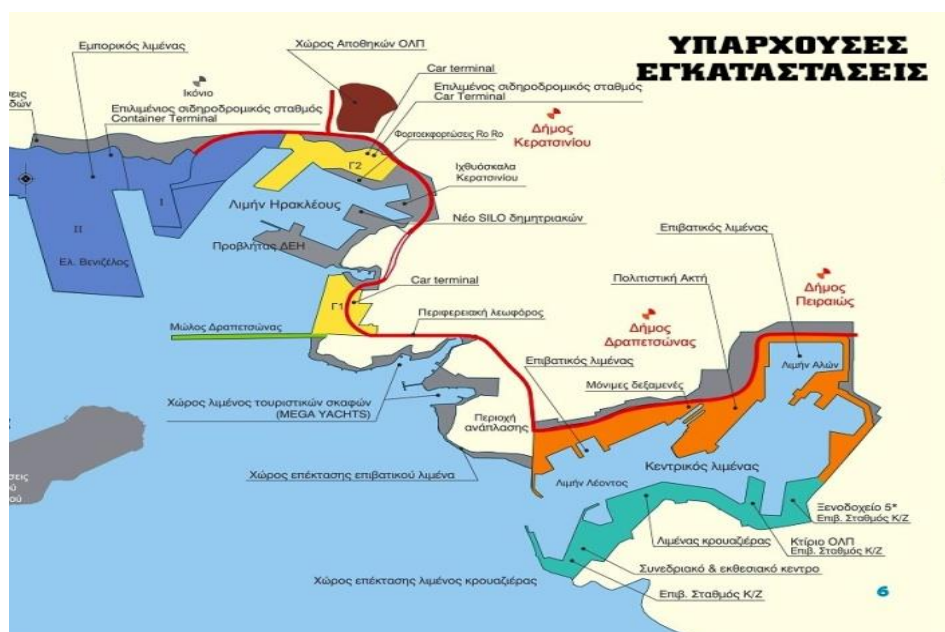 ΥΠΑΡΧΟΥΣΕΣ
ΕΓΚΑΤΑΣΤΑΣΕΙΣ
Χώρος Αποθηκών ΟΛΠ
Εμπορικός λιμένας
Car terminal
Ικόνιο
Επιλιμένιος σιδηροδρομικός σταθμός
Car Terminal
Επιλιμένιος σιδηροδρομικός σταθμός
Container Terminal
Φορτοεκφορτώσεις Ro Ro
Δήμος
Κερατσινίου
Γ2
Ιχθυόσκαλα
Κερατσινίου
Ι
Λιμήν Ηρακλέους
Νέο SILO δημητριακών
ΙΙ
Προβλήτας ΔΕΗ
Ελ. Βενιζέλος
Επιβατικός λιμένας
Car terminal
Πολιτιστική Ακτή
Δήμος
Πειραιώς
Γ1
Περιφερειακή λεωφόρος
Δήμος
Δραπετσώνας
Μώλος Δραπετσώνας
Επιβατικός λιμένας
Λιμήν Αλών
Μόνιμες δεξαμενές
Χώρος λιμένος τουριστικών σκαφών
(MEGA YACHTS)
Περιοχή
ανάπλασης
Κεντρικός λιμένας
Χώρος επέκτασης επιβατικού λιμένα
Λιμήν Λέοντος
Ξενοδοχείο 5*
Επιβ. Σταθμός Κ/Ζ
Λιμένας κρουαζιέρας
Κτίριο ΟΛΠ
Επιβ. Σταθμός Κ/Ζ
Συνεδριακό & εκθεσιακό κεντρο
Χώρος επέκτασης λιμένος κρουαζιέρας
Επιβ. Σταθμός Κ/Ζ
6